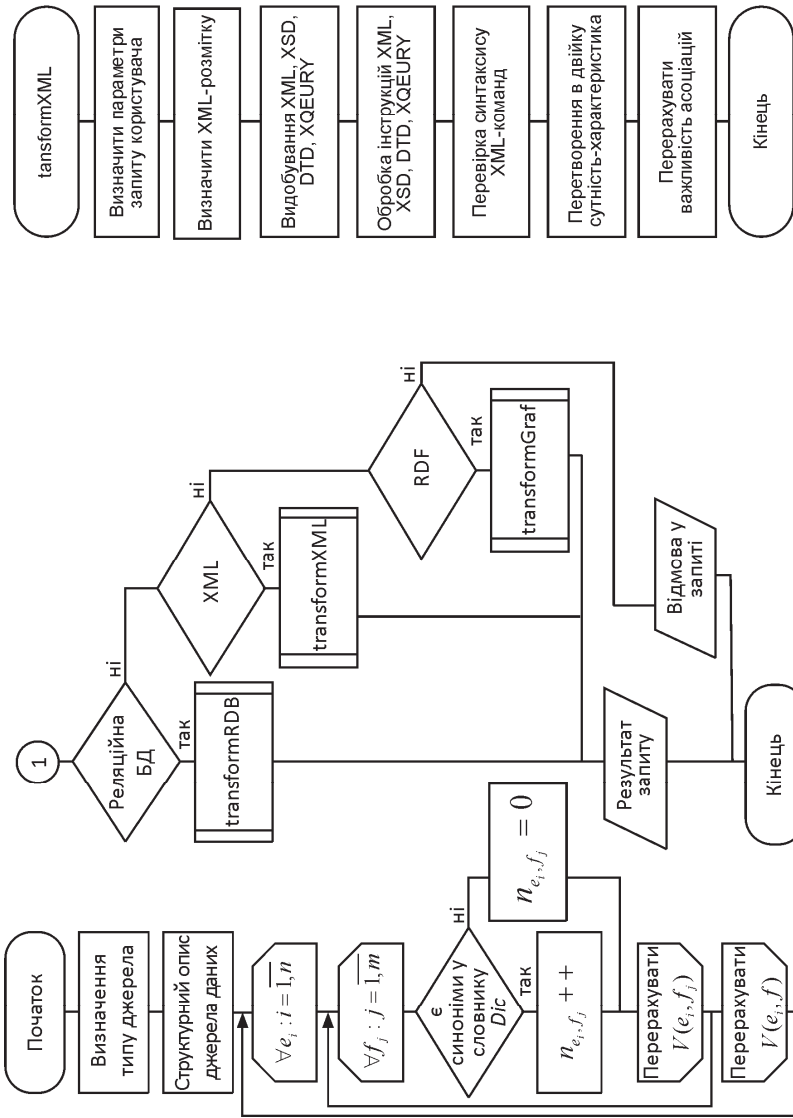 Початок
Визначення
типу джерела
Структурний опис
джерела даних
∀e_i : i = \overline{1,n}
∀f_j : j = \overline{1,m}
є
синоніми у
словнику
Dic
ні
так
n_{e_i, f_j} = 0
n_{e_i, f_j} ++
Перерахувати
V(e_i, f_j)
Перерахувати
V(e_i, f)
1
Реляційна
БД
ні
так
transformRDB
XML
ні
так
transformXML
RDF
ні
так
transformGraf
Результат
запиту
Відмова у
запиті
Кінець
tansformXML
Визначити параметри
запиту користувача
Визначити XML-розмітку
Видобування XML, XSD,
DTD, XQEURY
Обробка інструкцій XML,
XSD, DTD, XQEURY
Перевірка синтаксису
XML-команд
Перетворення в двійку
сутність-характеристика
Перерахувати
важливість асоціацій
Кінець